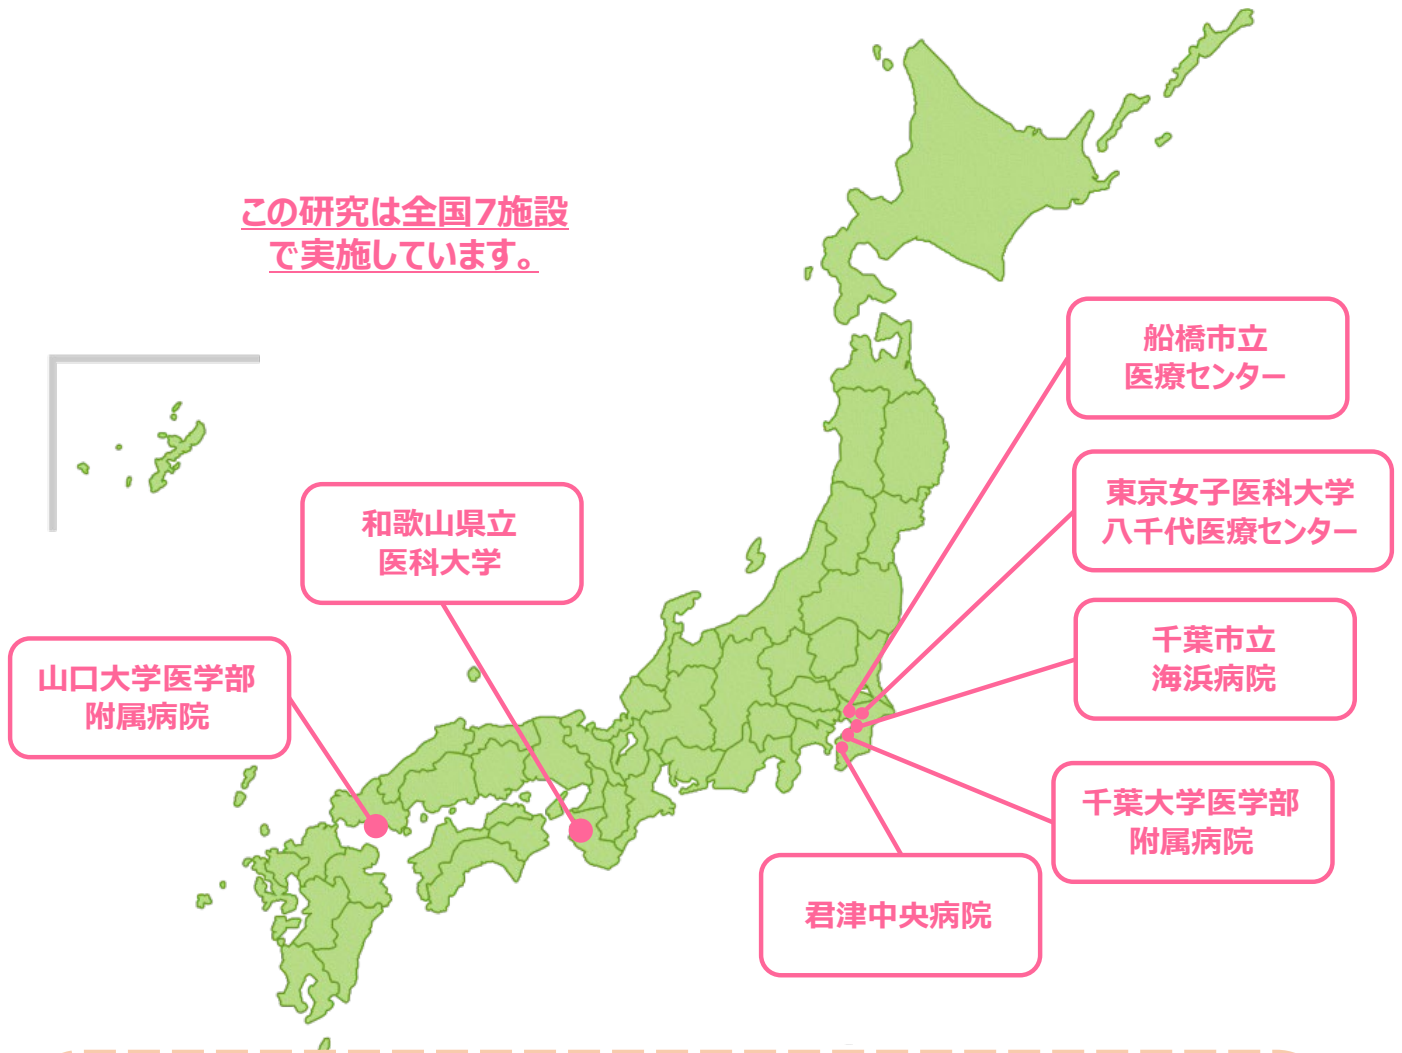 この研究は全国7施設
で実施しています。
船橋市立
医療センター
東京女子医科大学
八千代医療センター
和歌山県立
医科大学
千葉市立
海浜病院
山口大学医学部
附属病院
千葉大学医学部
附属病院
君津中央病院